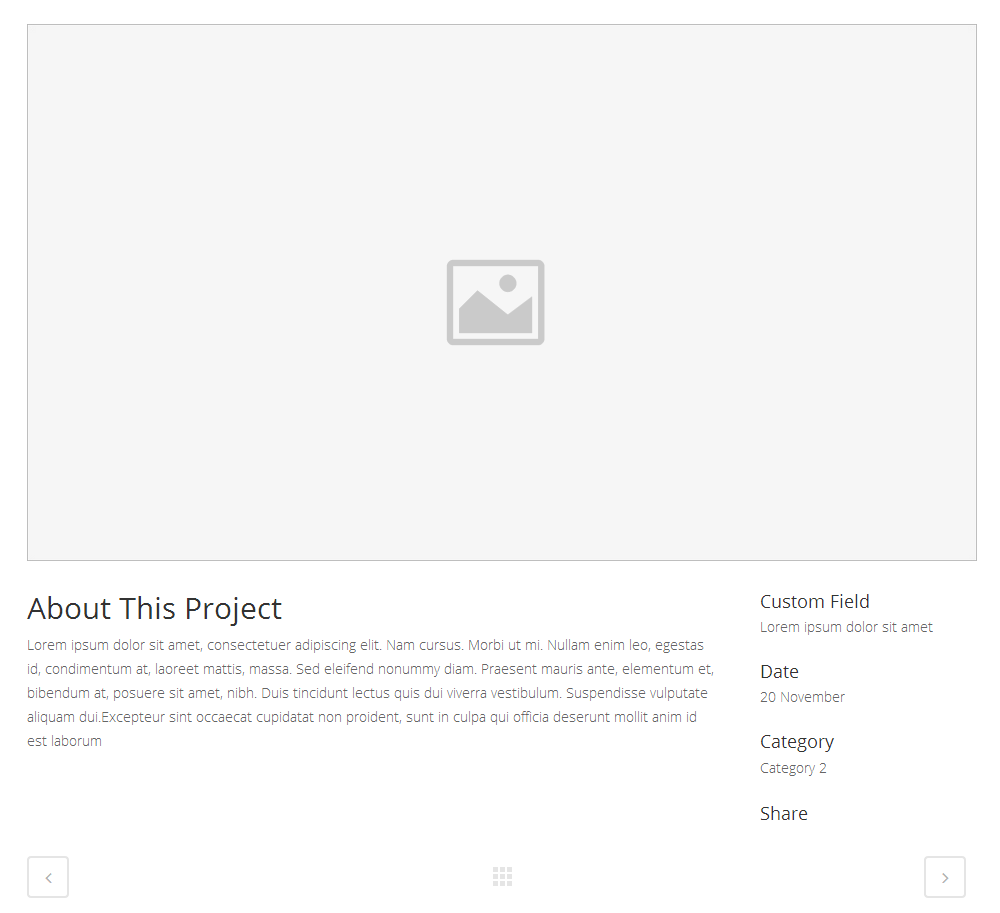 About This Project
Lorem ipsum dolor sit amet, consectetuer adipiscing elit. Nam cursus. Morbi ut mi. Nullam enim leo, egestas
id, condimentum at, laoreet mattis, massa. Sed eleifend nonummy diam. Praesent mauris ante, elementum et,
bibendum at, posuere sit amet, nibh. Duis tincidunt lectus quis dui viverra vestibulum. Suspendisse vulputate
aliquam dui.Excepteur sint occaecat cupidatat non proident, sunt in culpa qui officia deserunt mollit anim id
est laborum
Custom Field
Lorem ipsum dolor sit amet
Date
20 November
Category
Category 2
Share